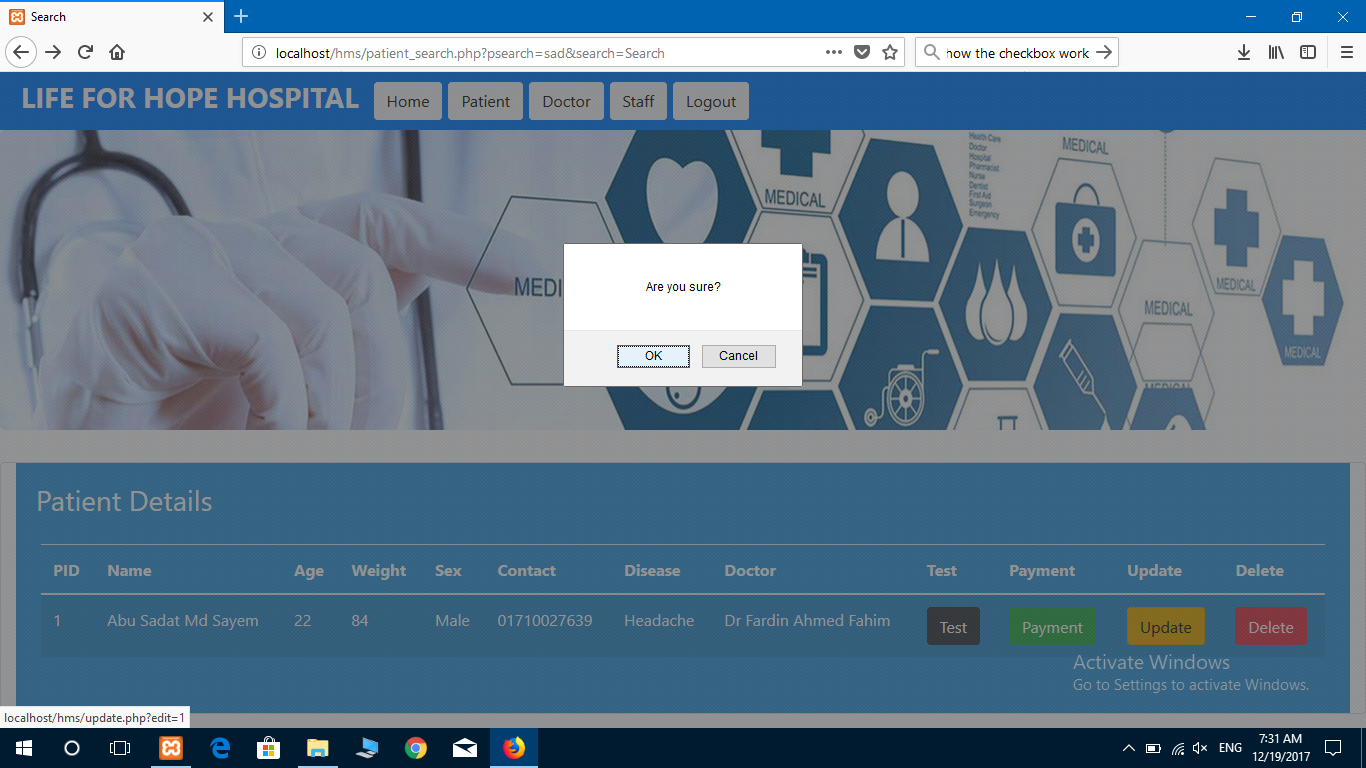 Search
localhost/hms/patient_search.php?psearch=sad&search=Search
how the checkbox work
LIFE FOR HOPE HOSPITAL Home Patient Doctor Staff Logout
Health Care
Doctor
Hospital
Pharmacist
Nurse
Dentist
First Aid
Surgeon
Emergency
MEDICAL
MEDICAL
MEDICAL
MEDI
MEDICAL
MEDICAL
MEDICAL
Are you sure?
OK Cancel
Patient Details
PID Name Age Weight Sex Contact Disease Doctor Test Payment Update Delete
1 Abu Sadat Md Sayem 22 84 Male 01710027639 Headache Dr Fardin Ahmed Fahim Test Payment Update Delete
Activate Windows
Go to Settings to activate Windows.
localhost/hms/update.php?edit=1
ENG
7:31 AM
12/19/2017